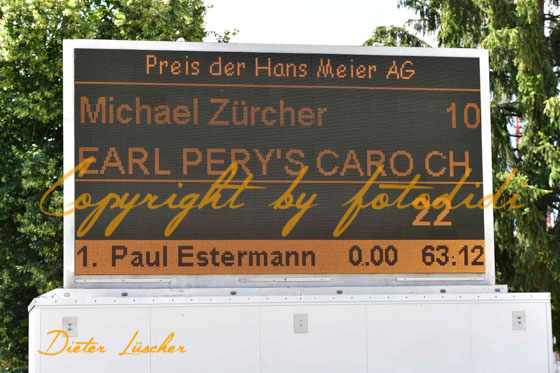 Preis der Hans Meier AG
Michael Zürcher 10
EARL PERY'S CARO CH
Copyright by fotodidi
22
1. Paul Estermann 0.00 63:12
Dieter Lüscher